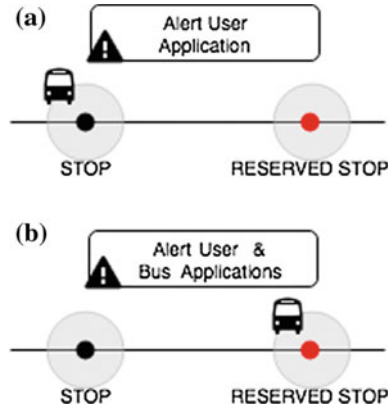 (a)
Alert User
Application
STOP
RESERVED STOP
(b)
Alert User &
Bus Applications
STOP
RESERVED STOP